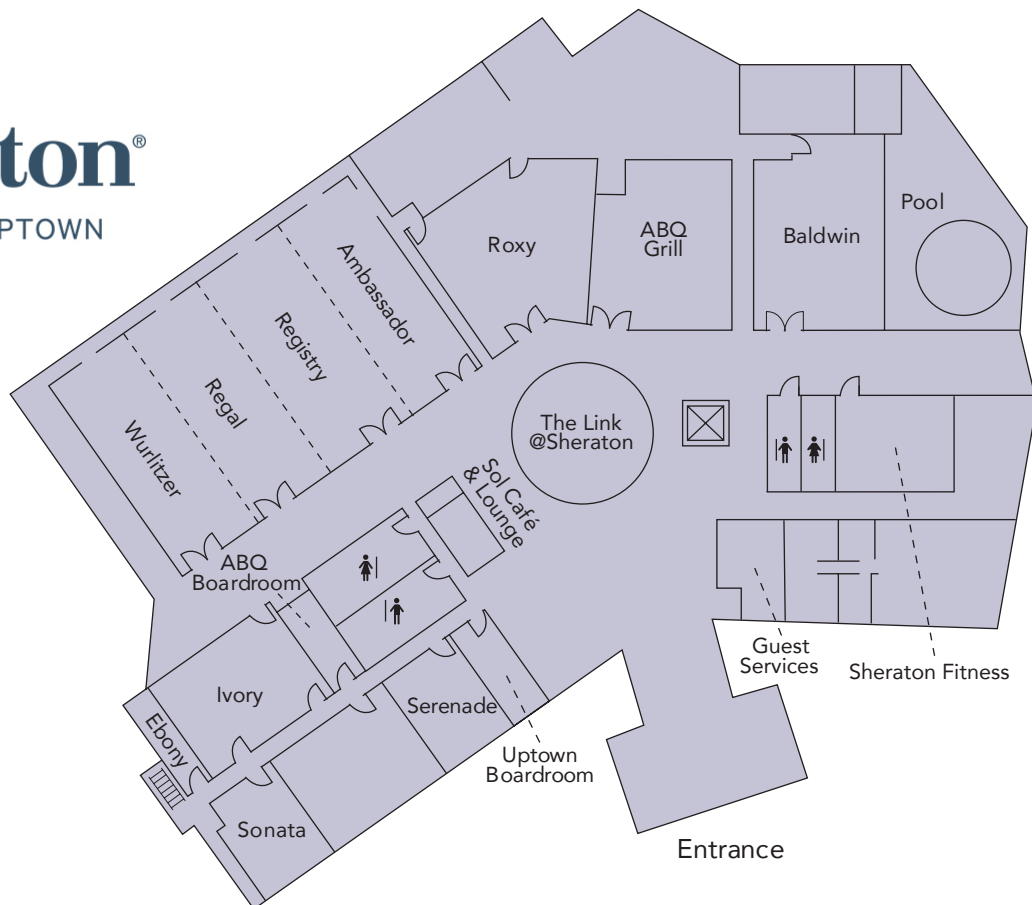 ton®
PTOWN
Pool
Roxy
ABQ
Grill
Baldwin
Ambassador
Registry
Regal
Wurlitzer
The Link
@Sheraton
Sol Café
& Lounge
ABQ
Boardroom
Guest
Services
Sheraton Fitness
Ivory
Serenade
Ebony
Uptown
Boardroom
Sonata
Entrance